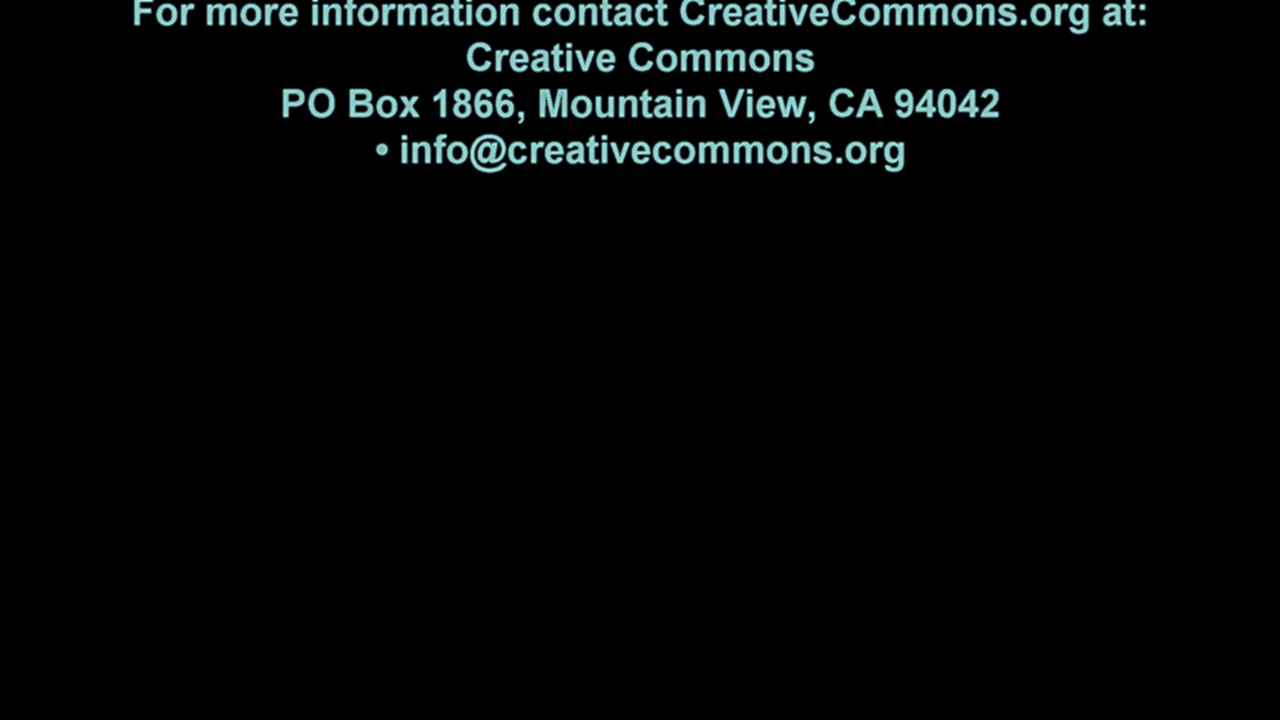 For more information contact CreativeCommons.org at:
Creative Commons
PO Box 1866, Mountain View, CA 94042
• info@creativecommons.org